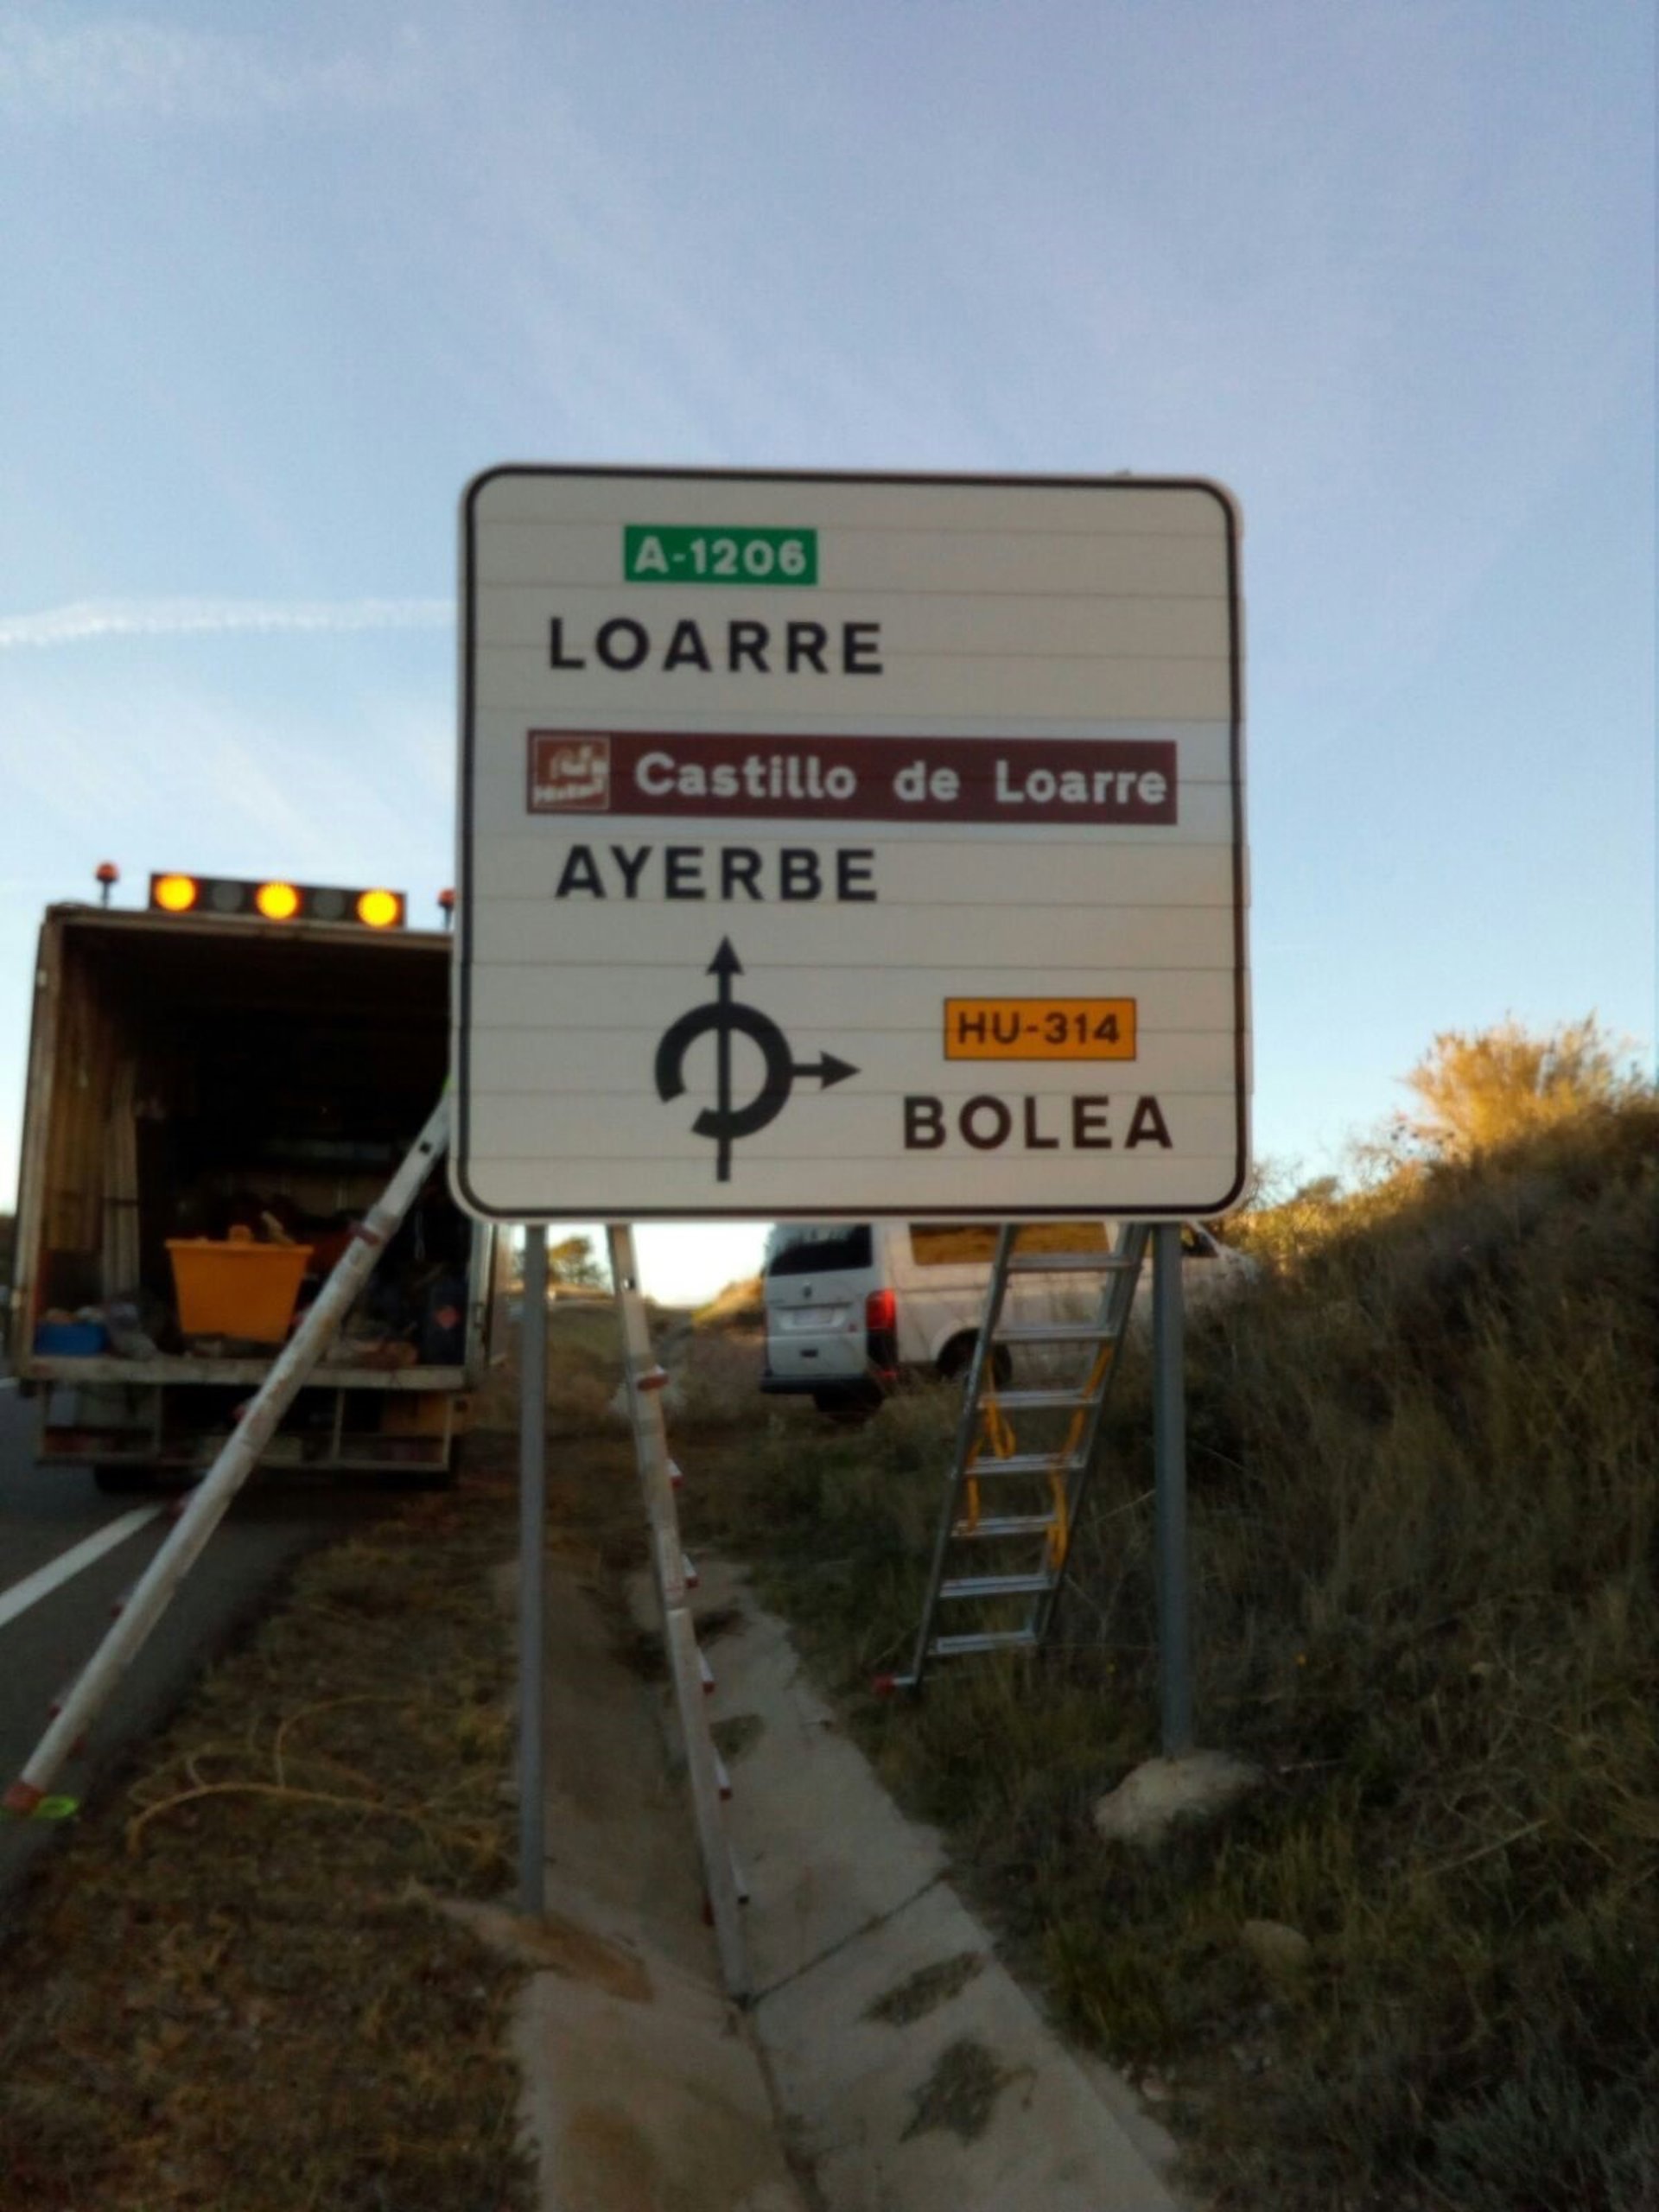 A-1206
LOARRE
Castillo de Loarre
AYERBE
HU-314
BOLEA